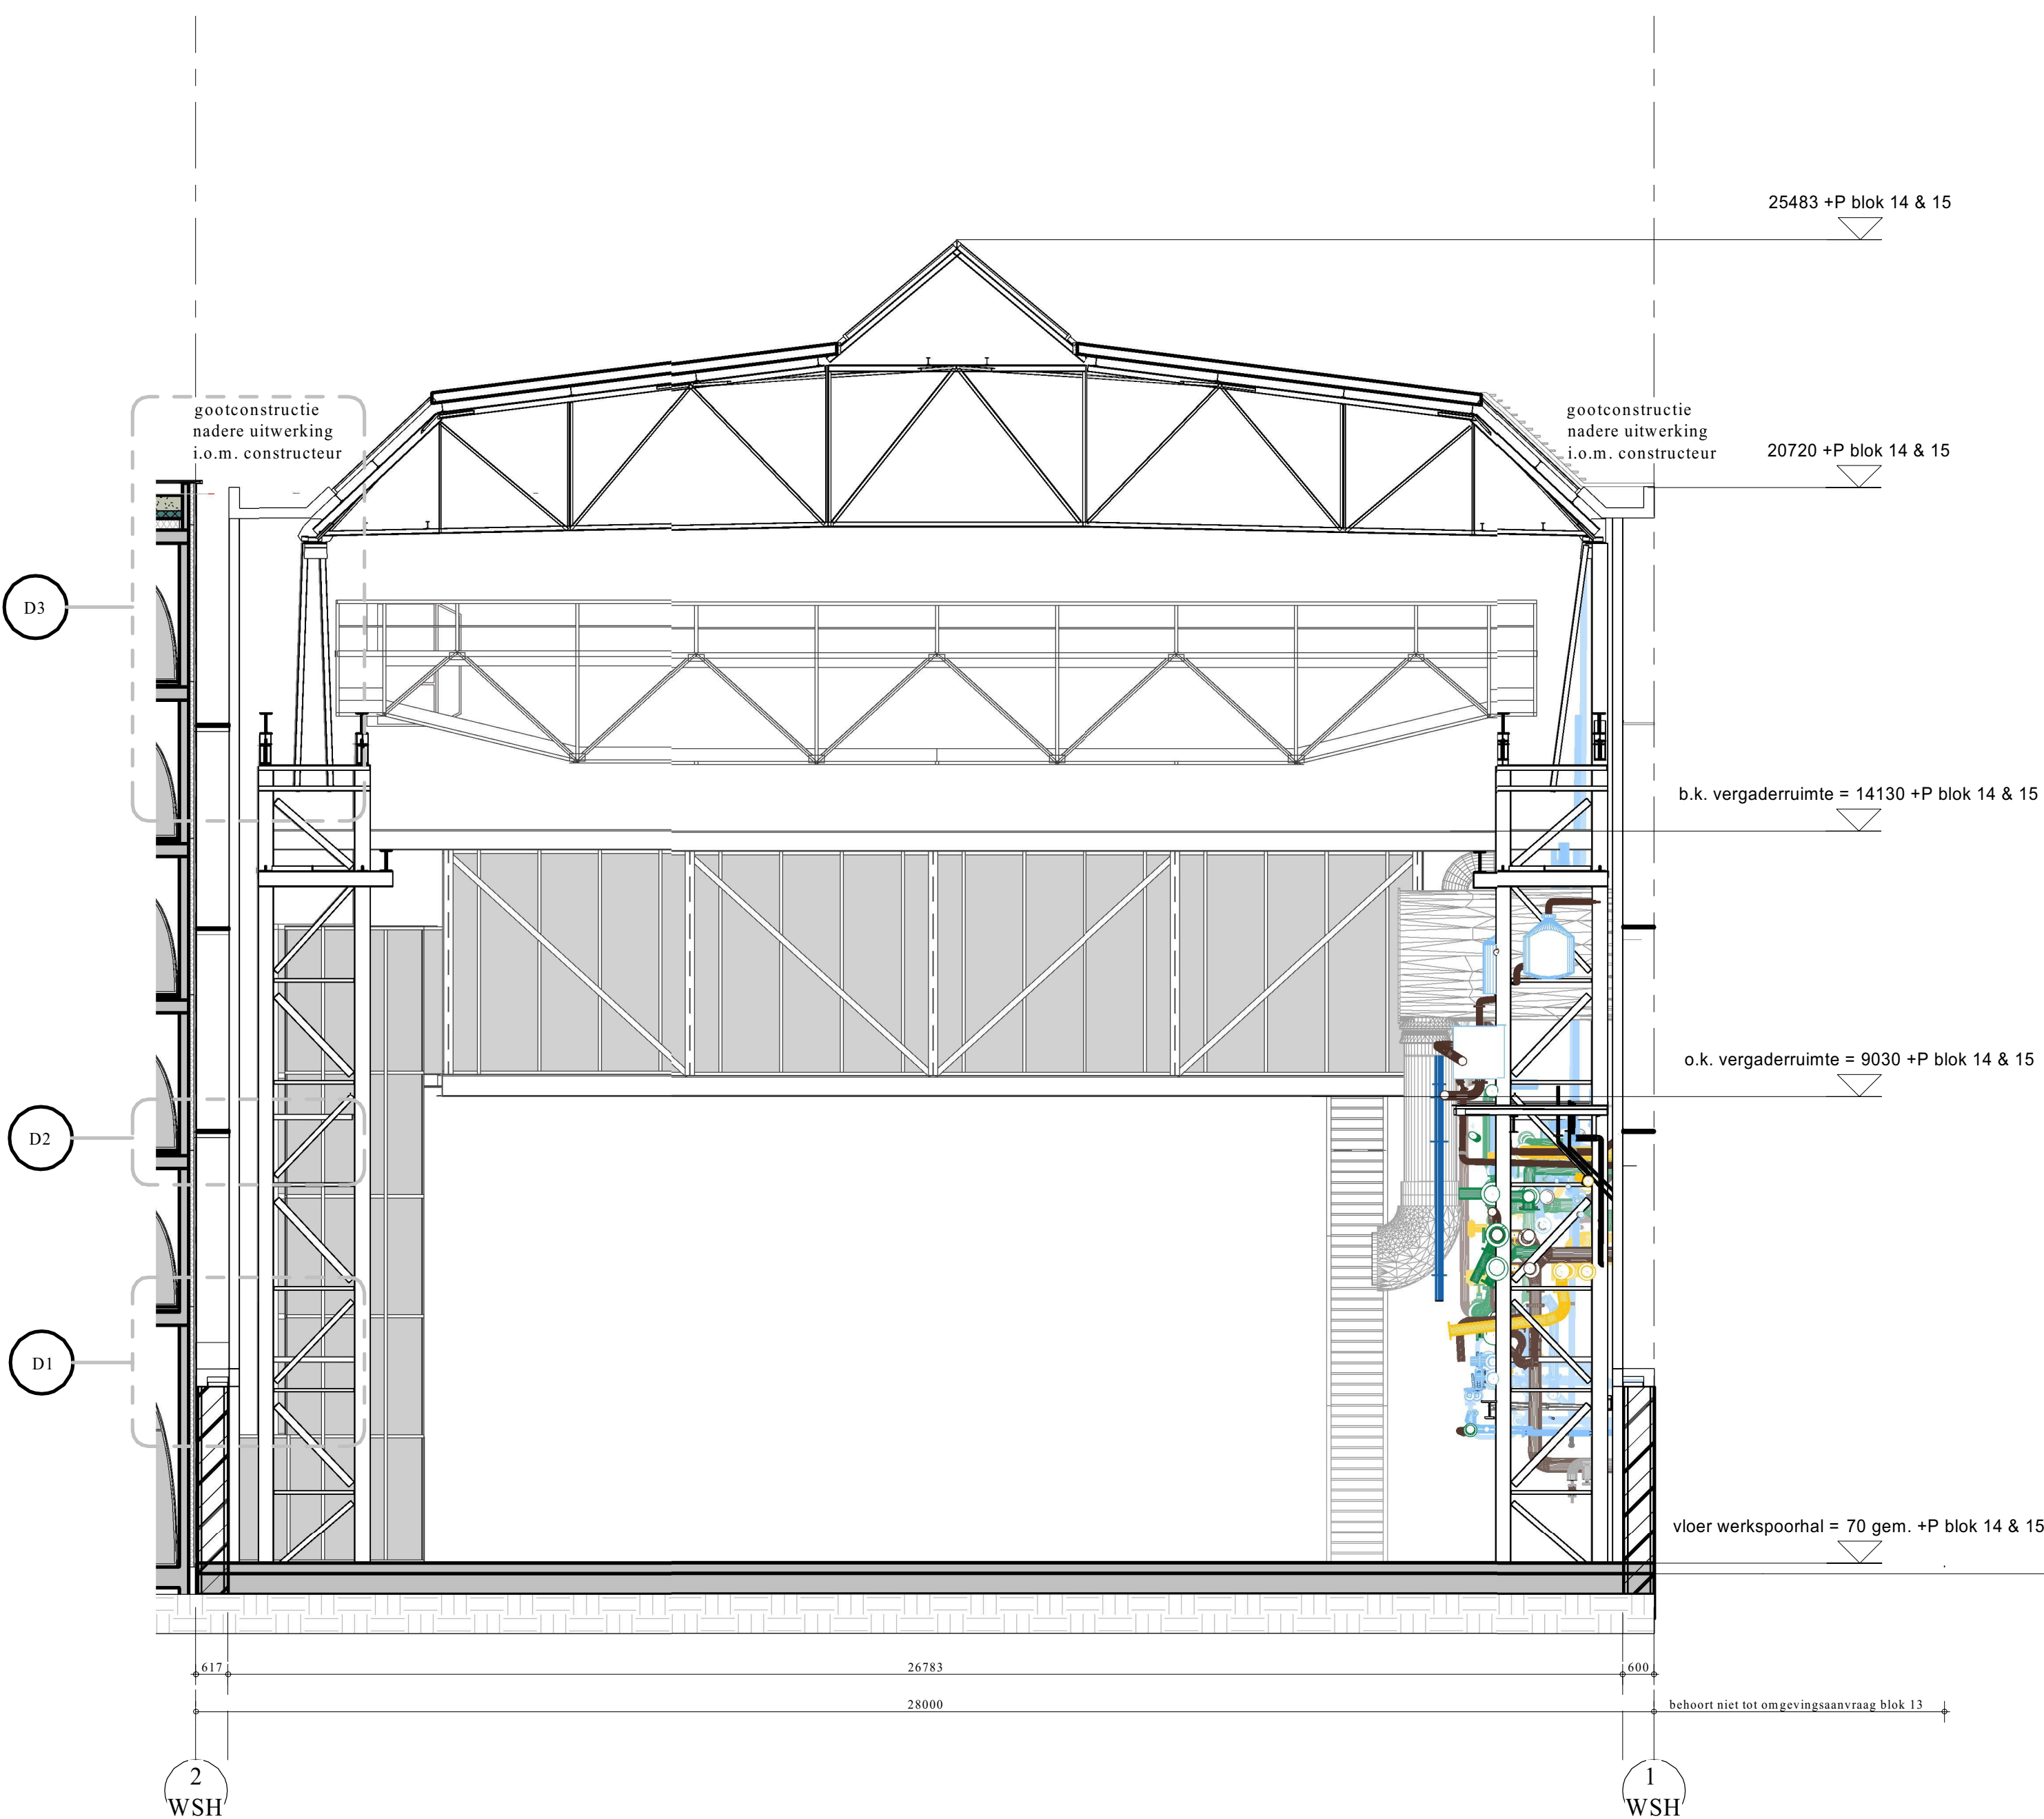 25483 +P blok 14 & 15
gootconstructie
nadere uitwerking
i.o.m. constructeur
gootconstructie
nadere uitwerking
i.o.m. constructeur
20720 +P blok 14 & 15
D3
b.k. vergaderruimte = 14130 +P blok 14 & 15
o.k. vergaderruimte = 9030 +P blok 14 & 15
D2
D1
vloer werkspoorhal = 70 gem. +P blok 14 & 15
617
26783
600
28000
behoort niet tot omgevingsaanvraag blok 13
2
WSH
1
WSH